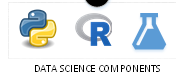 R
DATA SCIENCE COMPONENTS